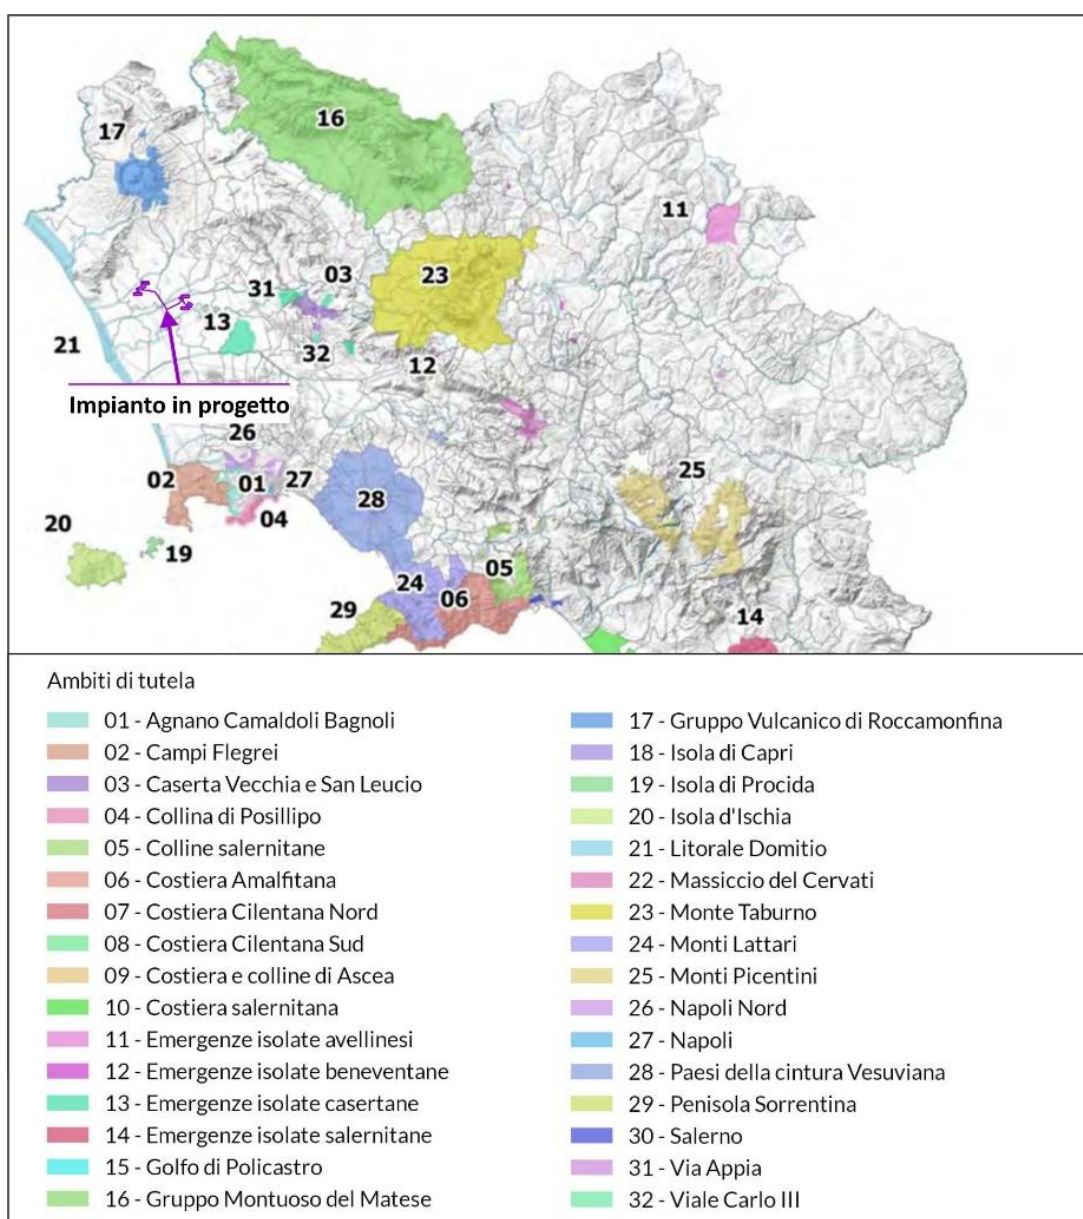 16
17
11
03
23
31
13
21
32
12
Impianto in progetto
26
02
01
27
25
28
04
20
19
05
24
06
29
14
Ambiti di tutela
01 - Agnano Camaldoli Bagnoli
02 - Campi Flegrei
03 - Caserta Vecchia e San Leucio
04 - Collina di Posillipo
05 - Colline salernitane
06 - Costiera Amalfitana
07 - Costiera Cilentana Nord
08 - Costiera Cilentana Sud
09 - Costiera e colline di Ascea
10 - Costiera salernitana
11 - Emergenze isolate avellinesi
12 - Emergenze isolate beneventane
13 - Emergenze isolate casertane
14 - Emergenze isolate salernitane
15 - Golfo di Policastro
16 - Gruppo Montuoso del Matese
17 - Gruppo Vulcanico di Roccamonfina
18 - Isola di Capri
19 - Isola di Procida
20 - Isola d'Ischia
21 - Litorale Domitio
22 - Massiccio del Cervati
23 - Monte Taburno
24 - Monti Lattari
25 - Monti Picentini
26 - Napoli Nord
27 - Napoli
28 - Paesi della cintura Vesuviana
29 - Penisola Sorrentina
30 - Salerno
31 - Via Appia
32 - Viale Carlo III